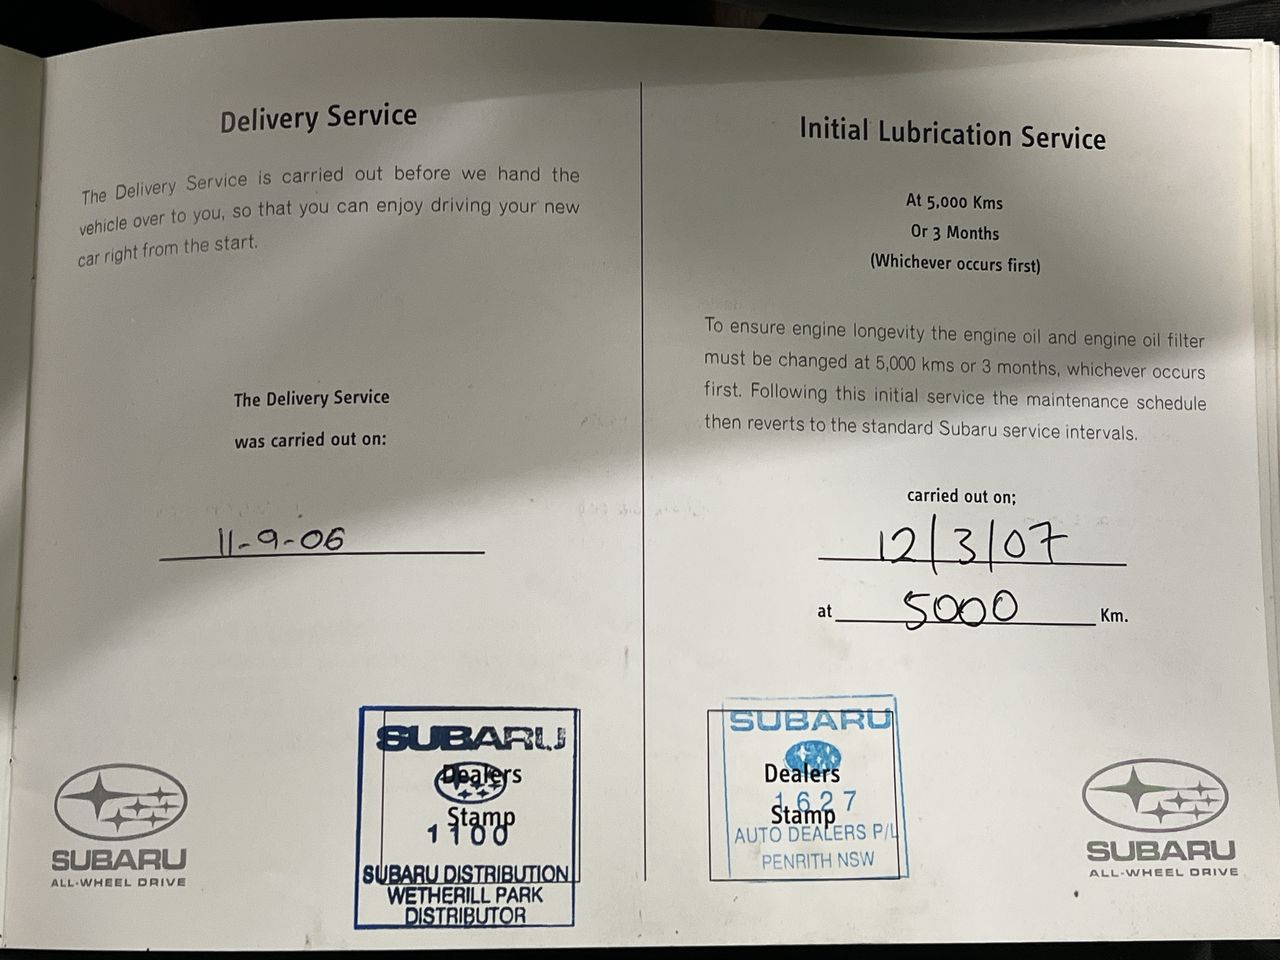 Delivery Service
The Delivery Service is carried out before we hand the
vehicle over to you, so that you can enjoy driving your new
car right from the start.
The Delivery Service
was carried out on:
11-9-06
SUBARU
Dealers
Stamp
1100
SUBARU DISTRIBUTION
WETHERILL PARK
DISTRIBUTOR
SUBARU
ALL-WHEEL DRIVE
Initial Lubrication Service
At 5,000 Kms
Or 3 Months
(Whichever occurs first)
To ensure engine longevity the engine oil and engine oil filter
must be changed at 5,000 kms or 3 months, whichever occurs
first. Following this initial service the maintenance schedule
then reverts to the standard Subaru service intervals.
carried out on;
12/3/07
at 5000 Km.
SUBARU
Dealers
Stamp
1627
AUTO DEALERS P/L
PENRITH NSW
SUBARU
ALL-WHEEL DRIVE